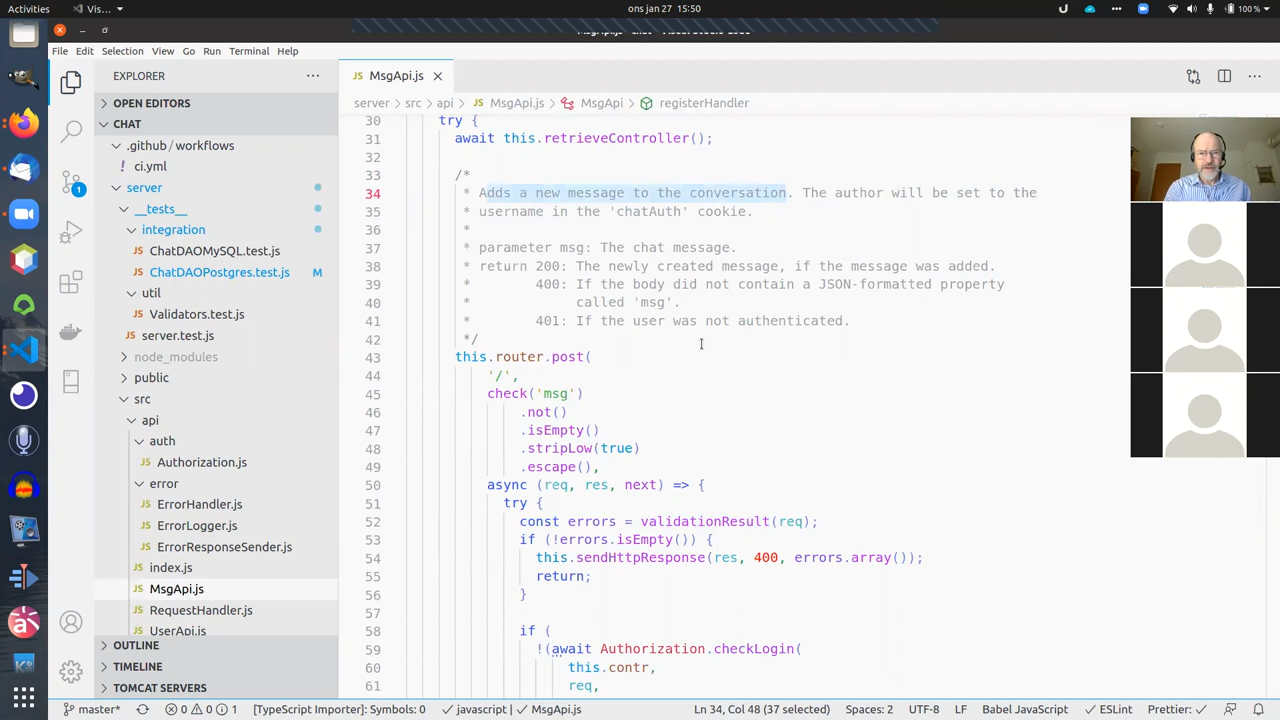 Activities
Vis...
ons jan 27 15:50
100 %
File Edit Selection View Go Run Terminal Help
EXPLORER
MsgApi.js
OPEN EDITORS
server src api MsgApi.js MsgApi registerHandler
CHAT
.github / workflows
ci.yml
server
__tests__
integration
ChatDAOMySQL.test.js
ChatDAOPostgres.test.js M
util
Validators.test.js
server.test.js
node_modules
public
src
api
auth
Authorization.js
error
ErrorHandler.js
ErrorLogger.js
ErrorResponseSender.js
index.js
MsgApi.js
RequestHandler.js
UserApi.js
OUTLINE
TIMELINE
TOMCAT SERVERS
1
30 try {
31 await this.retrieveController();
32
33 /*
34 * Adds a new message to the conversation. The author will be set to the
35 * username in the 'chatAuth' cookie.
36 *
37 * parameter msg: The chat message.
38 * return 200: The newly created message, if the message was added.
39 * 400: If the body did not contain a JSON-formatted property
40 * called 'msg'.
41 * 401: If the user was not authenticated.
42 */
43 this.router.post(
44 '/',
45 check('msg')
46 .not()
47 .isEmpty()
48 .stripLow(true)
49 .escape(),
50 async (req, res, next) => {
51 try {
52 const errors = validationResult(req);
53 if (!errors.isEmpty()) {
54 this.sendHttpResponse(res, 400, errors.array());
55 return;
56 }
57
58 if (
59 !(await Authorization.checkLogin(
60 this.contr,
61 req,
master* 0 0 1 [TypeScript Importer]: Symbols: 0 javascript | MsgApi.js Ln 34, Col 48 (37 selected) Spaces: 2 UTF-8 LF Babel JavaScript ESLint Prettier: